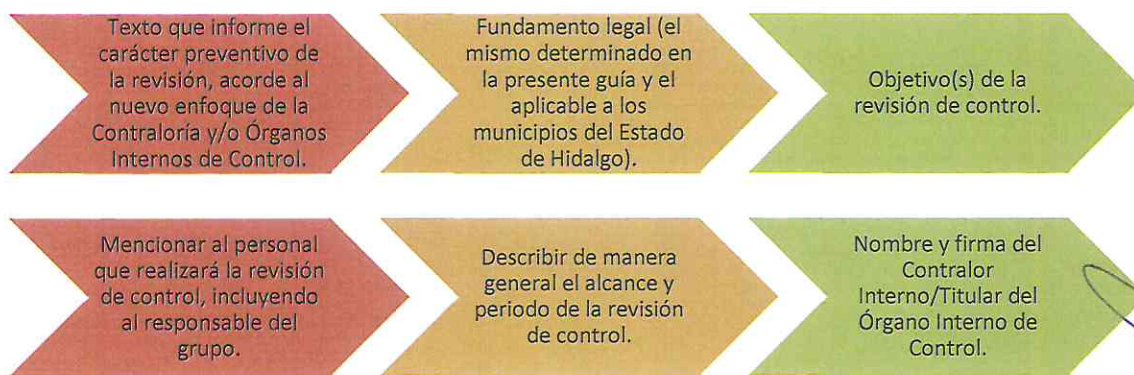 Texto que informe el
carácter preventivo de
la revisión, acorde al
nuevo enfoque de la
Contraloría y/o Órganos
Internos de Control.
Fundamento legal (el
mismo determinado en
la presente guía y el
aplicable a los
municipios del Estado
de Hidalgo).
Objetivo(s) de la
revisión de control.
Mencionar al personal
que realizará la revisión
de control, incluyendo
al responsable del
grupo.
Describir de manera
general el alcance y
periodo de la revisión
de control.
Nombre y firma del
Contralor
Interno/Titular del
Órgano Interno de
Control.